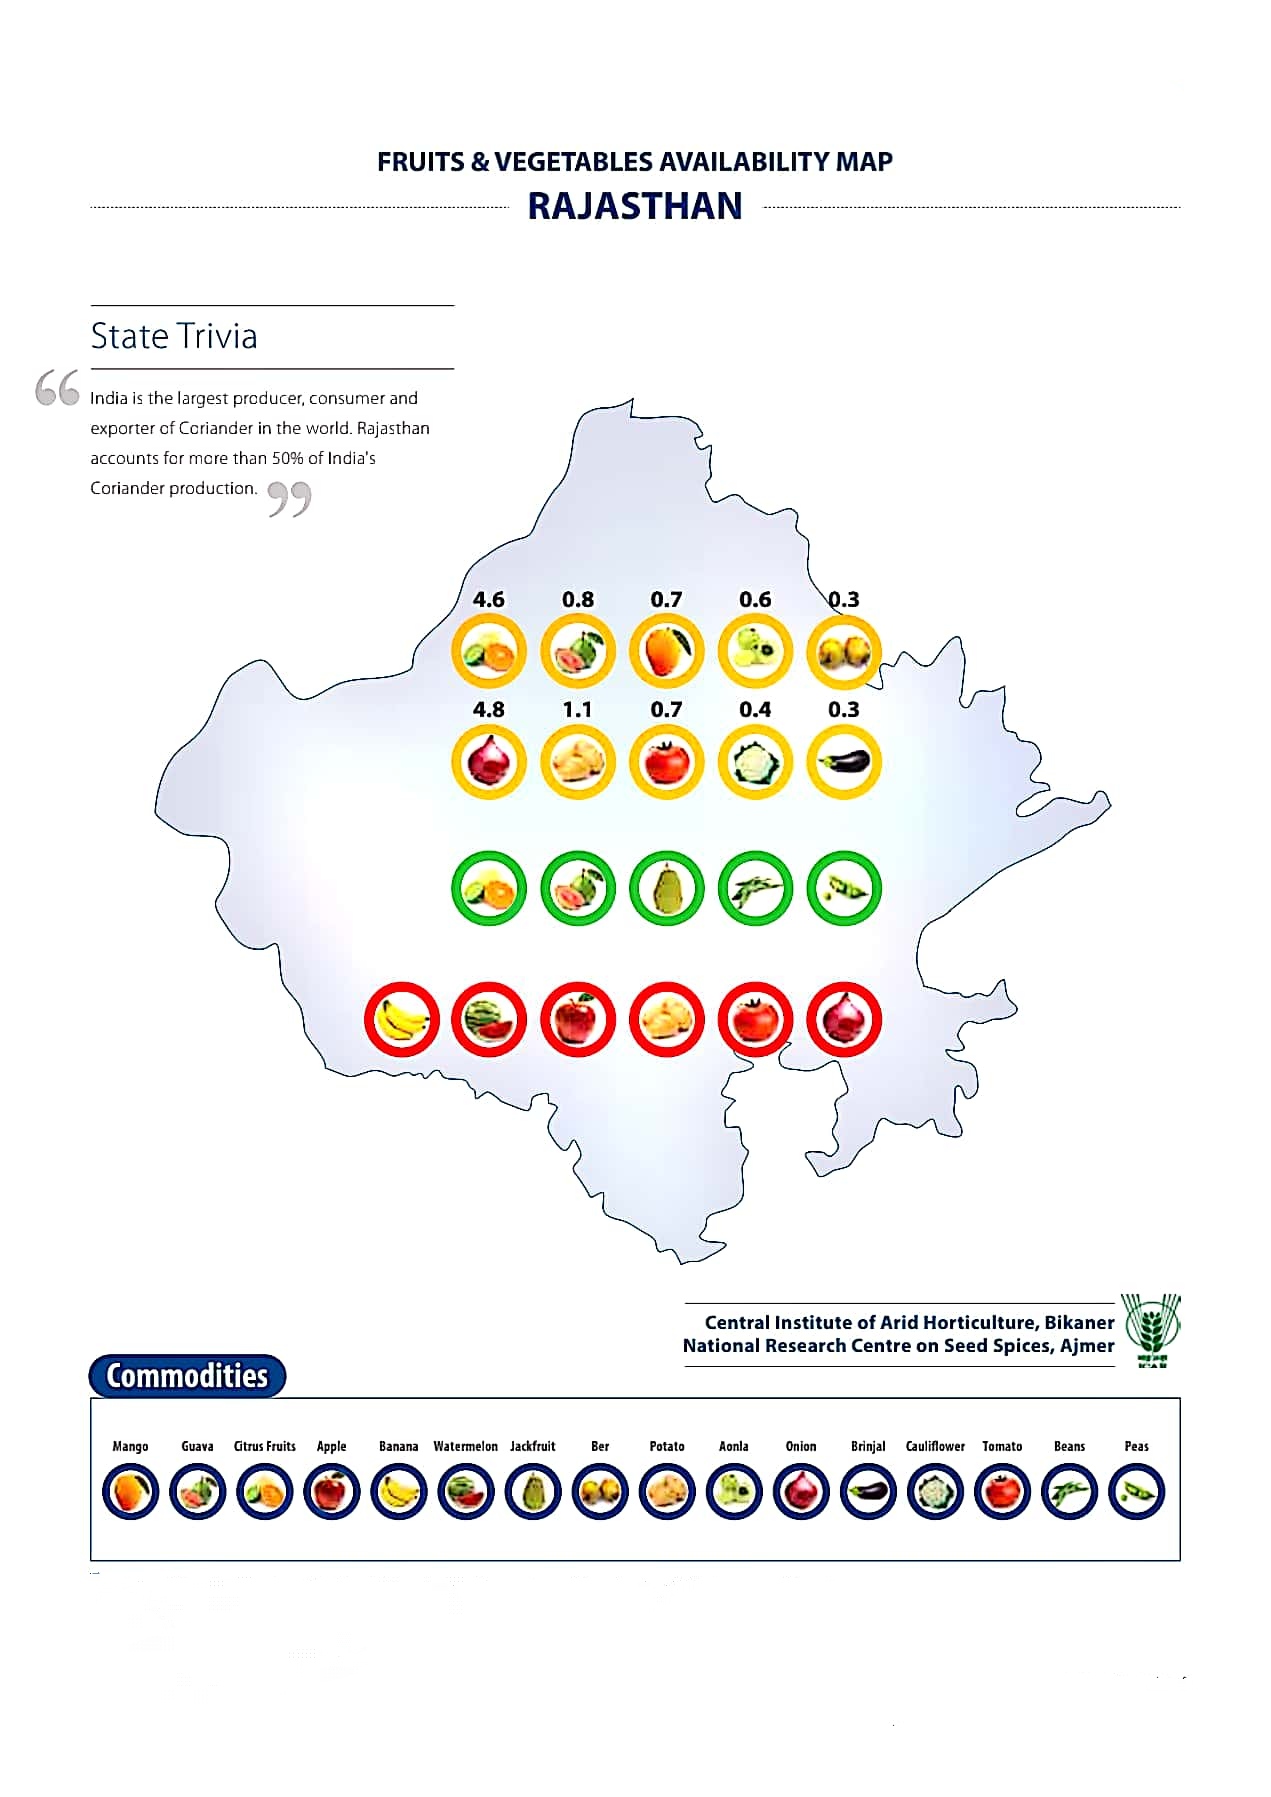 FRUITS & VEGETABLES AVAILABILITY MAP
RAJASTHAN
State Trivia
“ India is the largest producer, consumer and
exporter of Coriander in the world. Rajasthan
accounts for more than 50% of India's
Coriander production. ”
4.6 0.8 0.7 0.6 0.3
4.8 1.1 0.7 0.4 0.3
Central Institute of Arid Horticulture, Bikaner
National Research Centre on Seed Spices, Ajmer
ICAR
Commodities
Mango Guava Citrus Fruits Apple Banana Watermelon Jackfruit Ber Potato Aonla Onion Brinjal Cauliflower Tomato Beans Peas